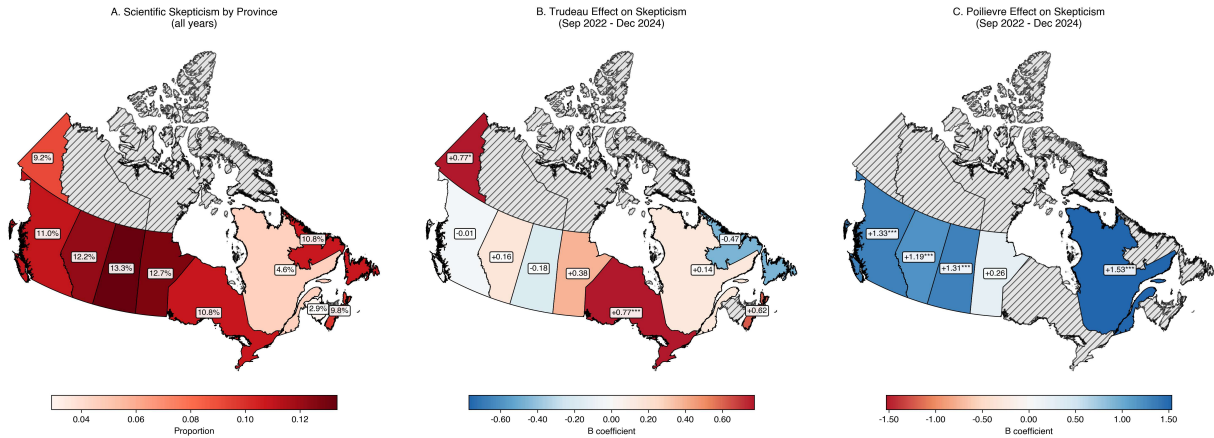 A. Scientific Skepticism by Province
(all years)
B. Trudeau Effect on Skepticism
(Sep 2022 - Dec 2024)
C. Poilievre Effect on Skepticism
(Sep 2022 - Dec 2024)
9.2%
11.0%
12.2%
13.3%
12.7%
10.8%
4.6%
10.8%
2.9%
9.8%
+0.77*
-0.01
+0.16
-0.18
+0.38
+0.77***
+0.14
-0.47
+0.62
+1.33***
+1.19***
+1.31***
+0.26
+1.53***
0.04 0.06 0.08 0.10 0.12
Proportion
-0.60 -0.40 -0.20 0.00 0.20 0.40 0.60
B coefficient
-1.50 -1.00 -0.50 0.00 0.50 1.00 1.50
B coefficient